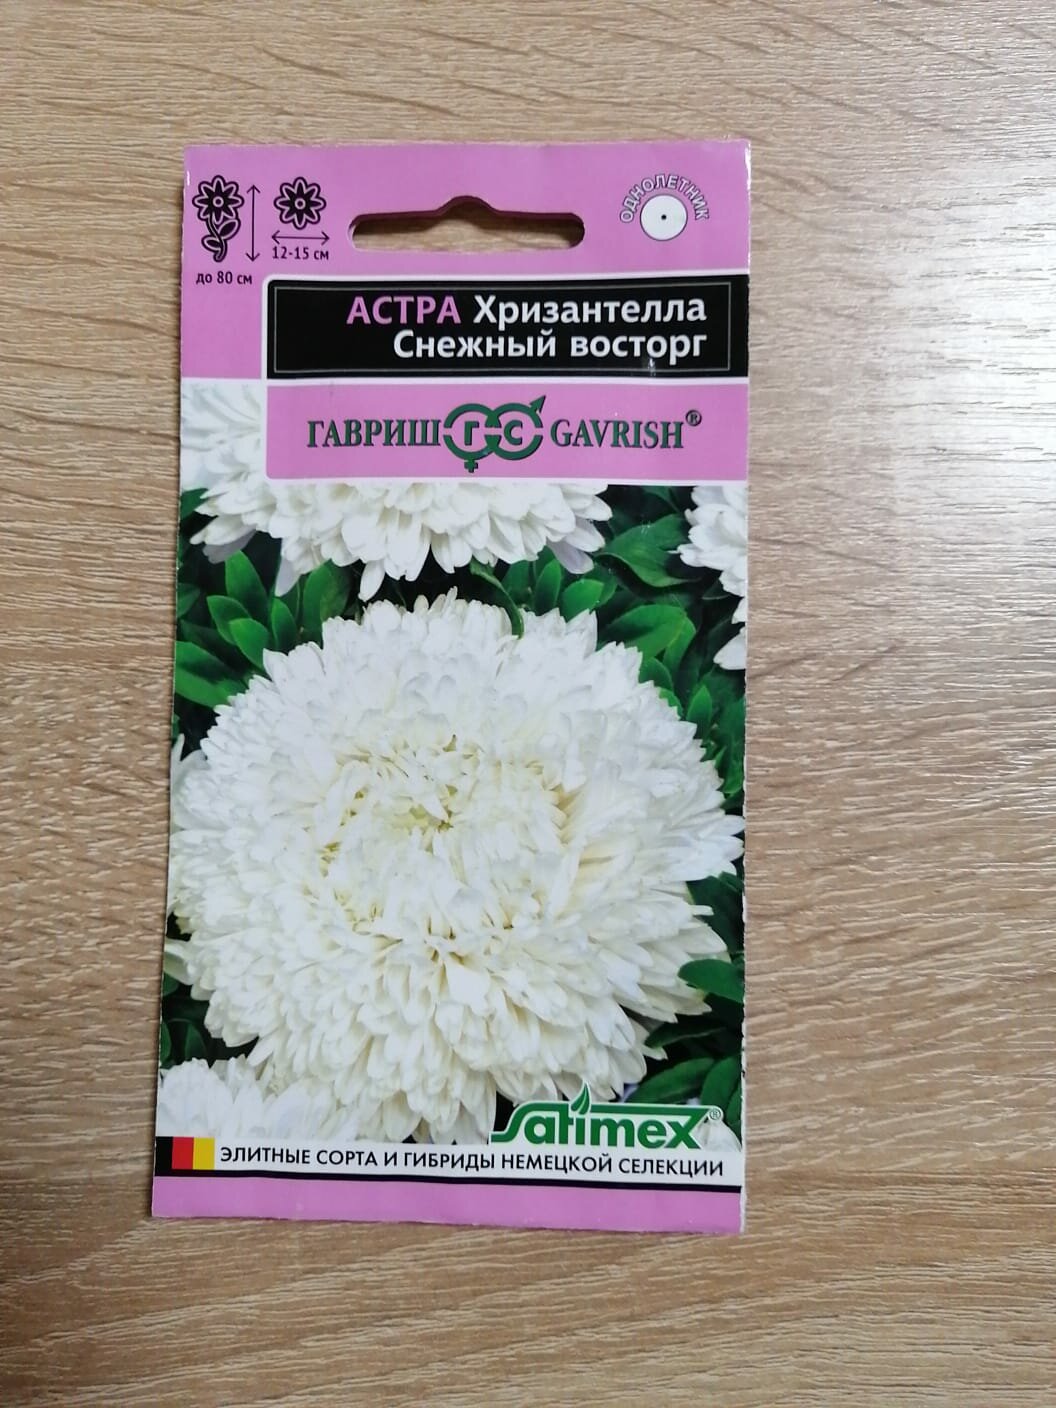 ОДНОЛЕТНИК
12-15 см
до 80 см
АСТРА Хризантелла
Снежный восторг
ГАВРИШ ГС GAVRISH®
Satimex®
ЭЛИТНЫЕ СОРТА И ГИБРИДЫ НЕМЕЦКОЙ СЕЛЕКЦИИ